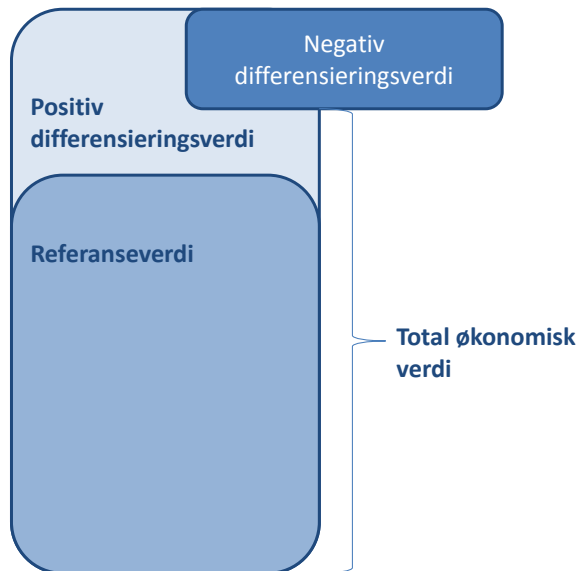 Negativ
differensieringsverdi
Positiv
differensieringsverdi
Referanseverdi
Total økonomisk
verdi